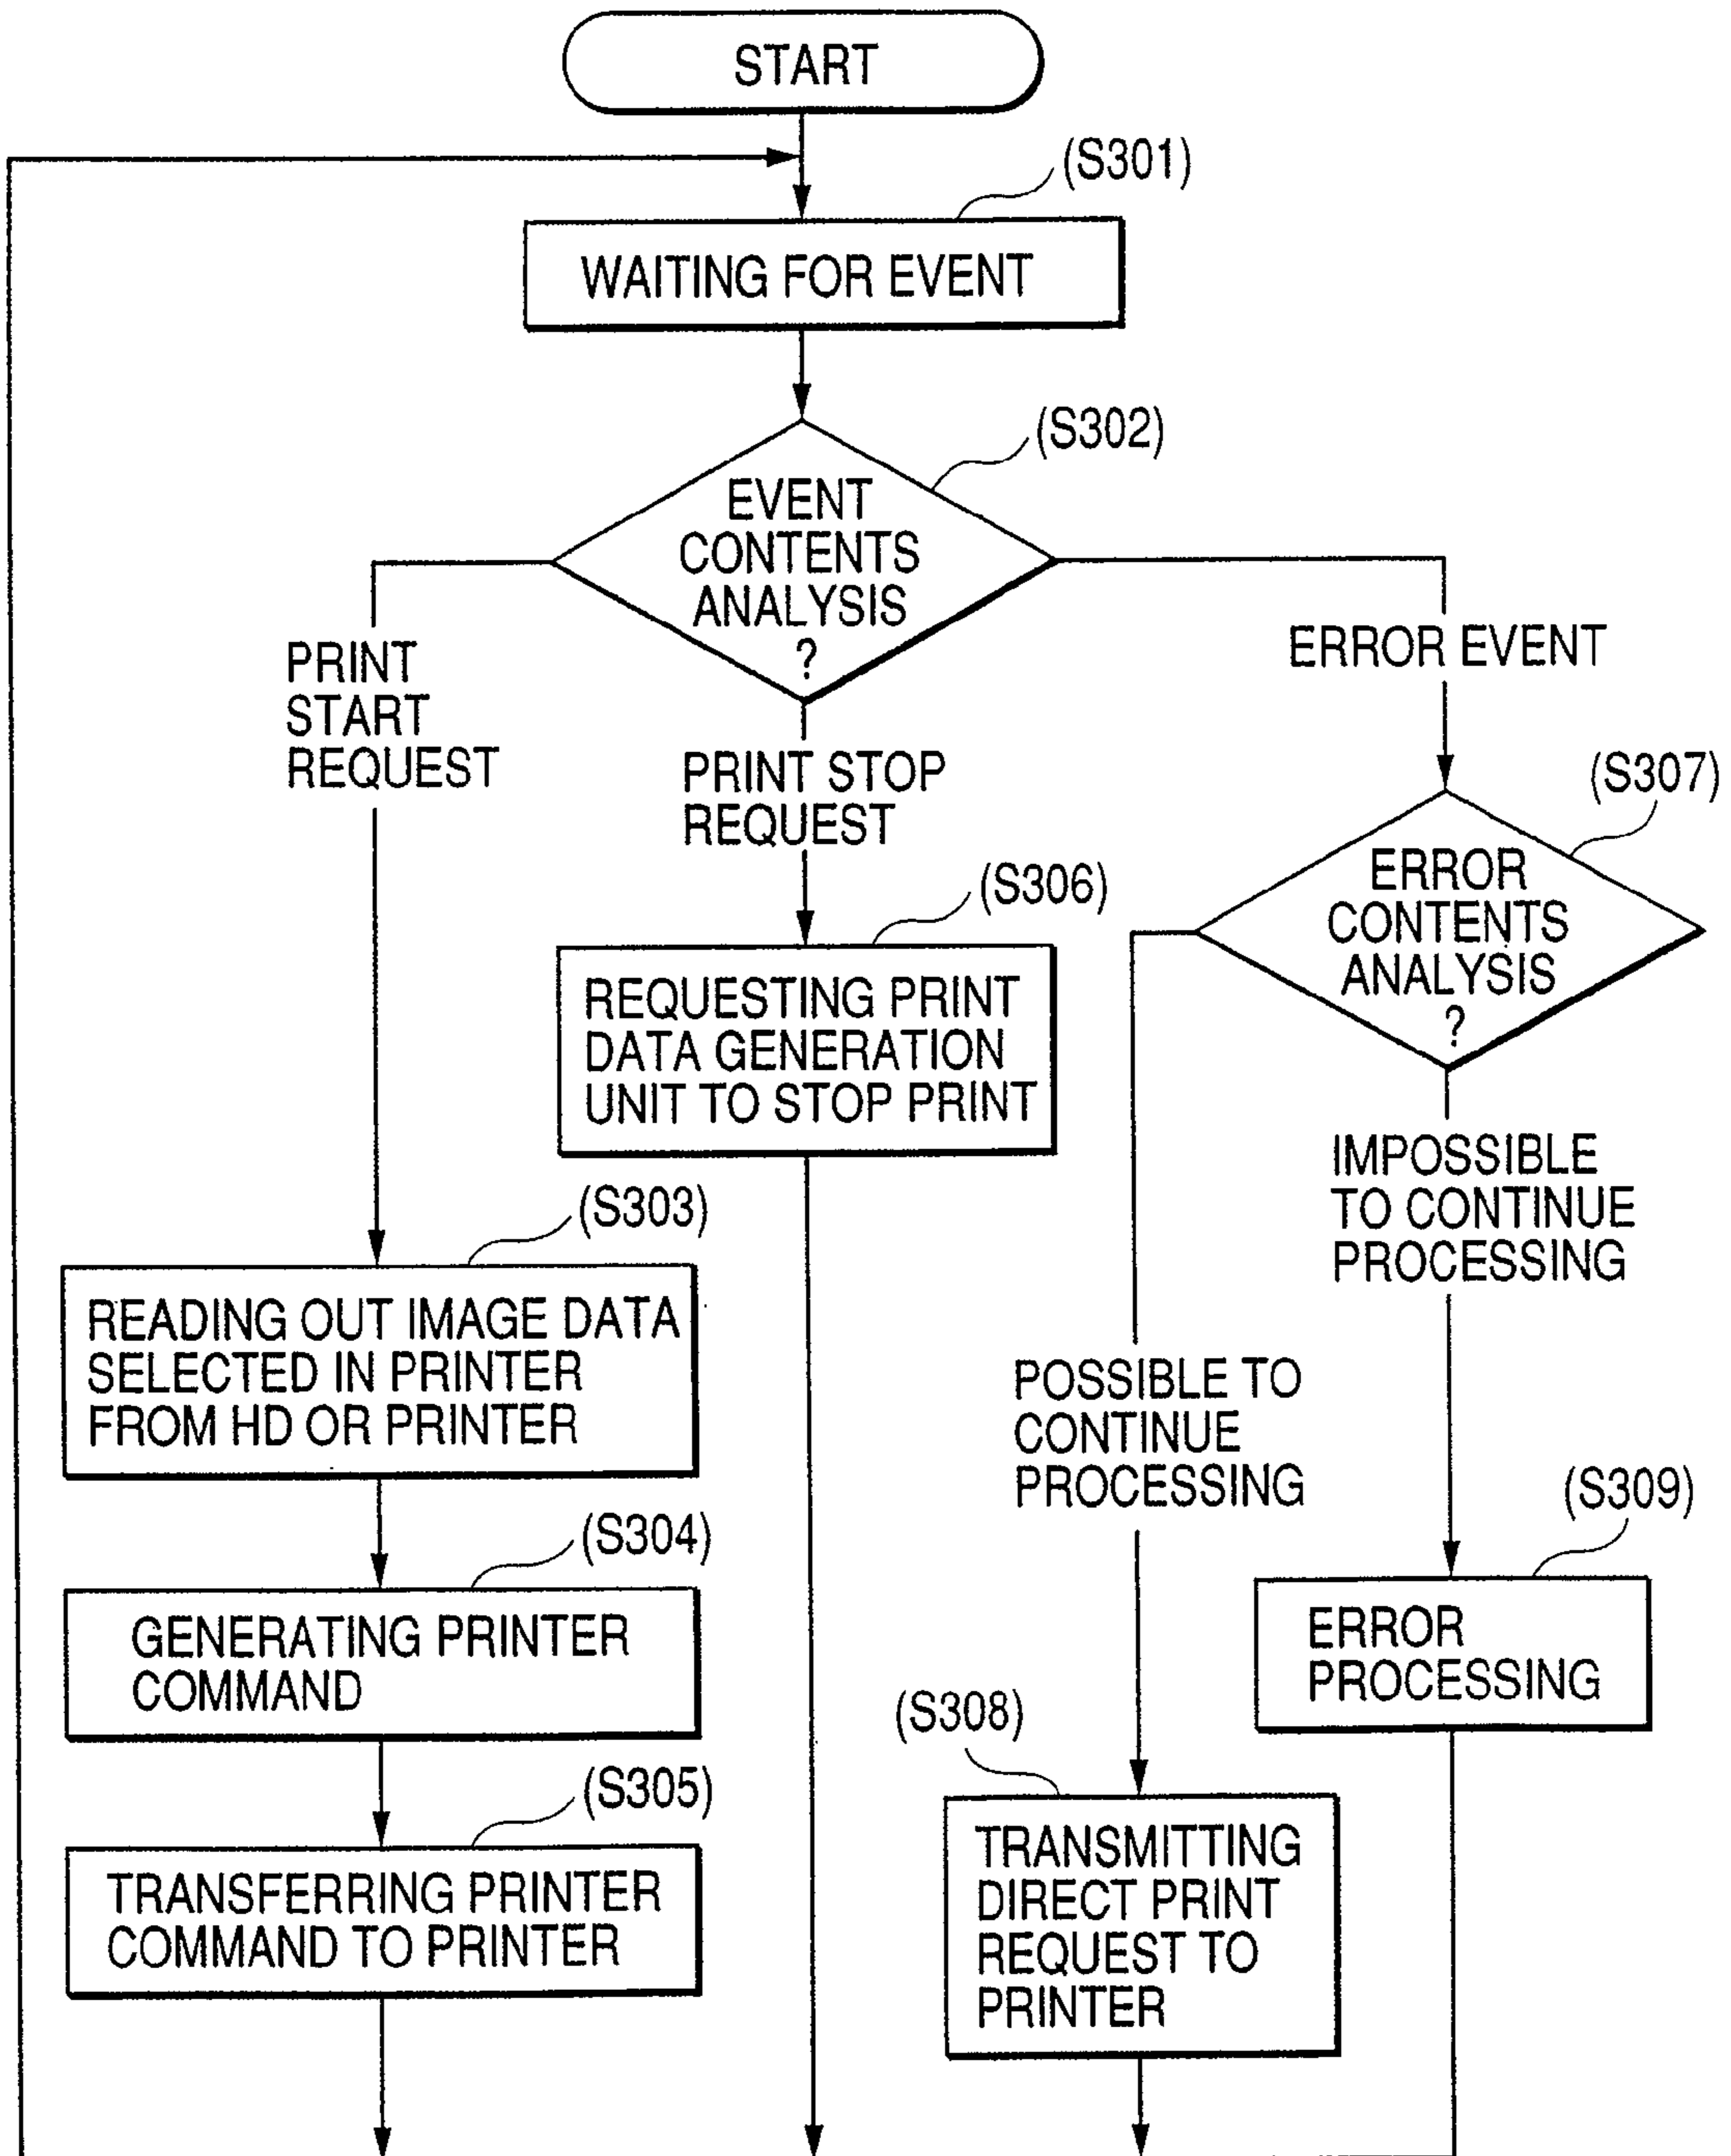 START
(S301)
WAITING FOR EVENT
(S302)
EVENT
CONTENTS
ANALYSIS
?
PRINT
START
REQUEST
PRINT STOP
REQUEST
ERROR EVENT
(S307)
ERROR
CONTENTS
ANALYSIS
?
(S306)
REQUESTING PRINT
DATA GENERATION
UNIT TO STOP PRINT
IMPOSSIBLE
TO CONTINUE
PROCESSING
(S303)
READING OUT IMAGE DATA
SELECTED IN PRINTER
FROM HD OR PRINTER
POSSIBLE TO
CONTINUE
PROCESSING
(S304)
GENERATING PRINTER
COMMAND
(S309)
ERROR
PROCESSING
(S305)
TRANSFERRING PRINTER
COMMAND TO PRINTER
(S308)
TRANSMITTING
DIRECT PRINT
REQUEST TO
PRINTER